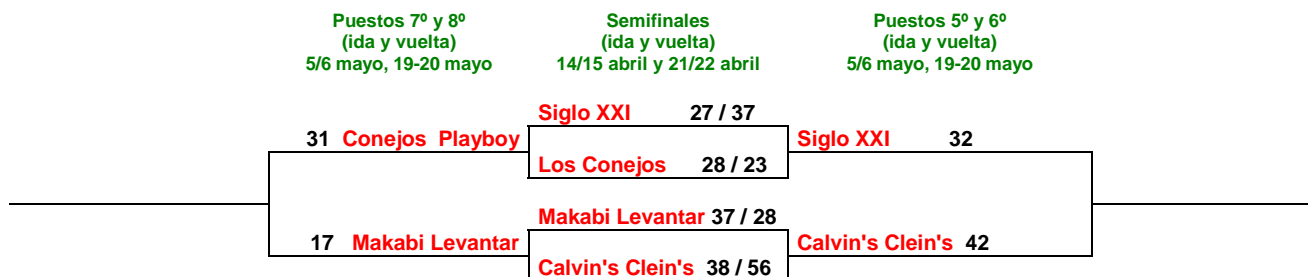 Puestos 7º y 8º
(ida y vuelta)
5/6 mayo, 19-20 mayo
Semifinales
(ida y vuelta)
14/15 abril y 21/22 abril
Puestos 5º y 6º
(ida y vuelta)
5/6 mayo, 19-20 mayo
Siglo XXI 27 / 37
31 Conejos Playboy
Siglo XXI 32
Los Conejos 28 / 23
Makabi Levantar 37 / 28
17 Makabi Levantar
Calvin's Clein's 42
Calvin's Clein's 38 / 56